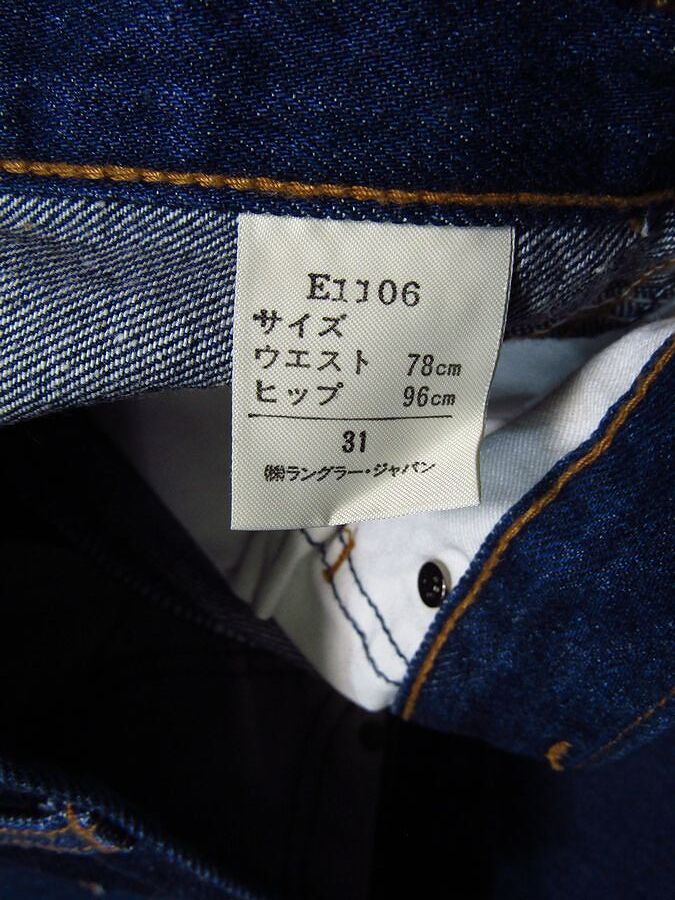 E1106
サイズ
ウエスト 78cm
ヒップ 96cm
31
㈱ラングラー・ジャパン